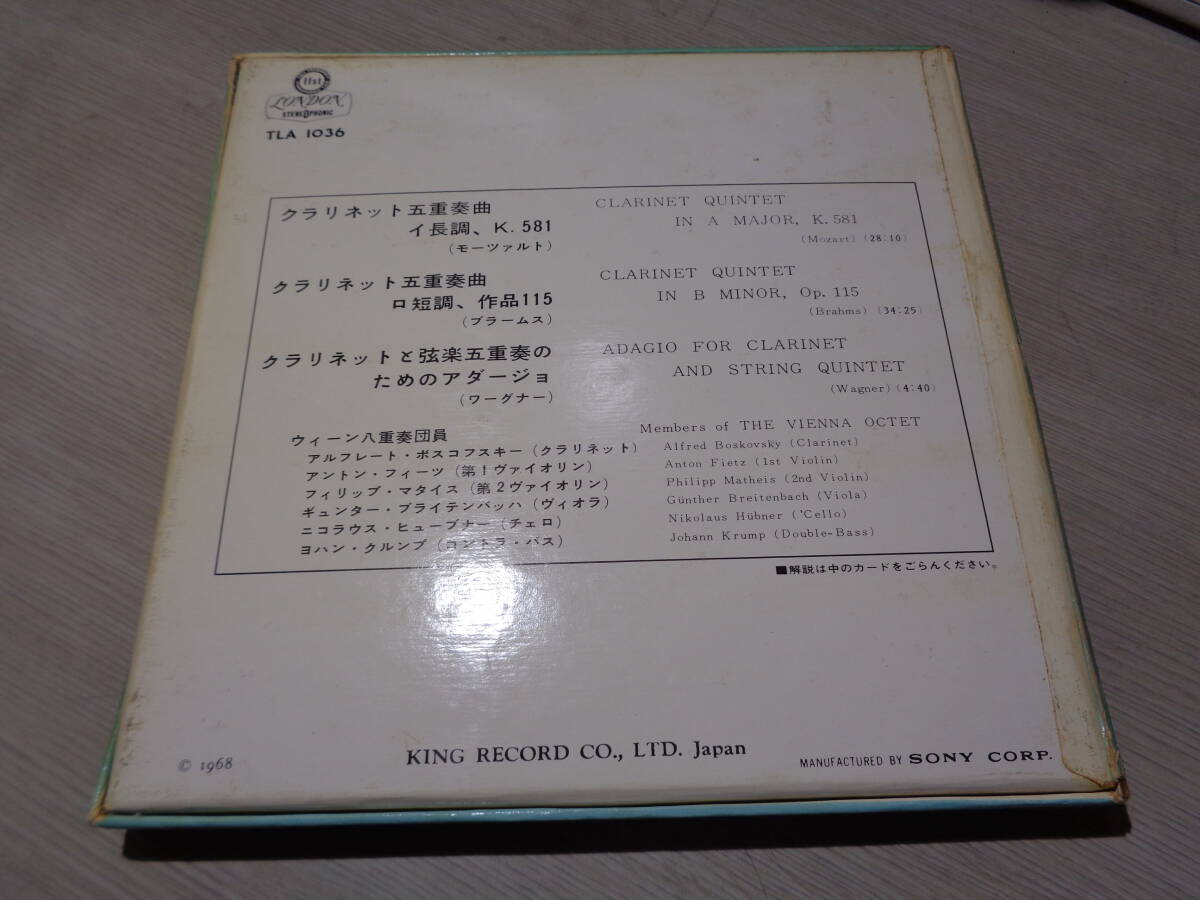 ffst
LONDON
STEREOPHONIC
TLA 1036
クラリネット五重奏曲
イ長調、K. 581
(モーツァルト)
クラリネット五重奏曲
ロ短調、作品115
(ブラームス)
クラリネットと弦楽五重奏の
ためのアダージョ
(ワーグナー)
ウィーン八重奏団員
アルフレート・ボスコフスキー(クラリネット)
アントン・フィーツ(第1ヴァイオリン)
フィリップ・マタイス(第2ヴァイオリン)
ギュンター・ブライテンバッハ(ヴィオラ)
ニコラウス・ヒューブナー(チェロ)
ヨハン・クルンプ(コントラ・バス)
CLARINET QUINTET
IN A MAJOR, K. 581
(Mozart) (28:10)
CLARINET QUINTET
IN B MINOR, Op. 115
(Brahms) (34:25)
ADAGIO FOR CLARINET
AND STRING QUINTET
(Wagner) (4:40)
Members of THE VIENNA OCTET
Alfred Boskovsky (Clarinet)
Anton Fietz (1st Violin)
Philipp Matheis (2nd Violin)
Günther Breitenbach (Viola)
Nikolaus Hübner ('Cello)
Johann Krump (Double-Bass)
■解説は中のカードをごらんください。
© 1968
KING RECORD CO., LTD. Japan
MANUFACTURED BY SONY CORP.